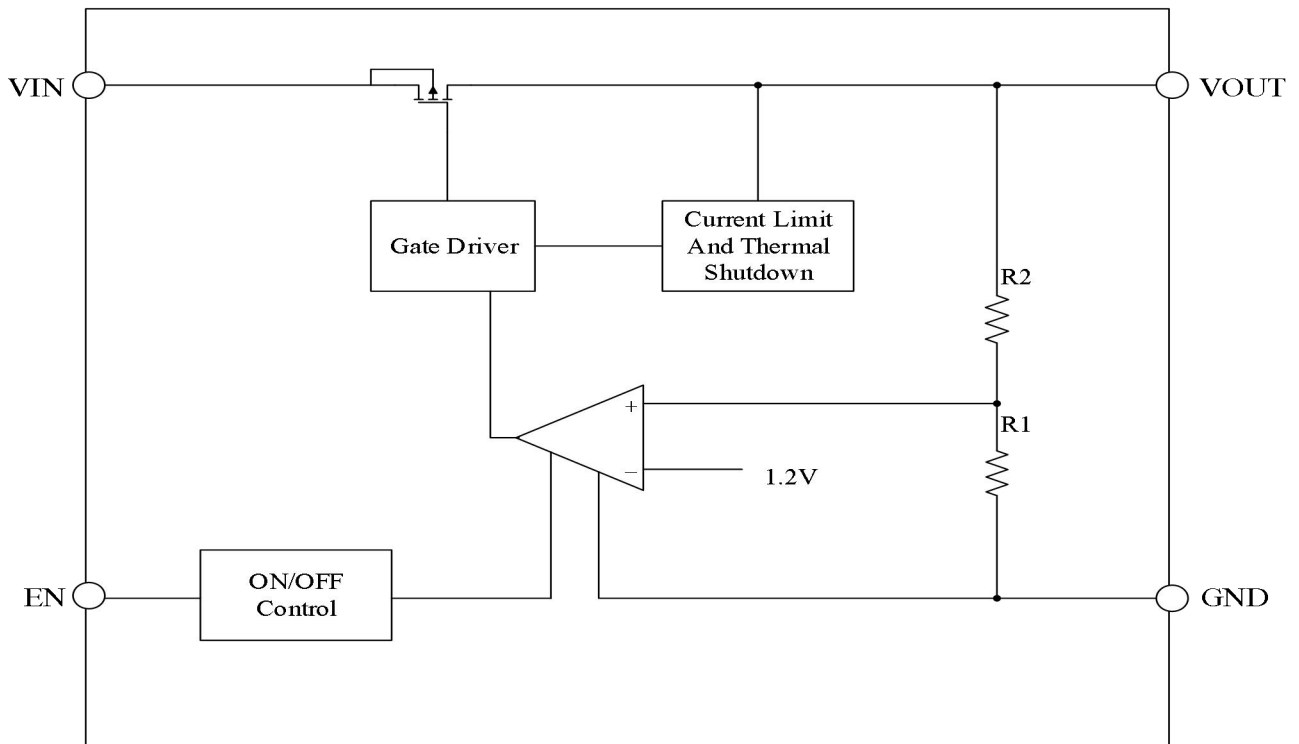 VIN
VOUT
Gate Driver
Current Limit
And Thermal
Shutdown
R2
+
R1
−
1.2V
EN
ON/OFF
Control
GND